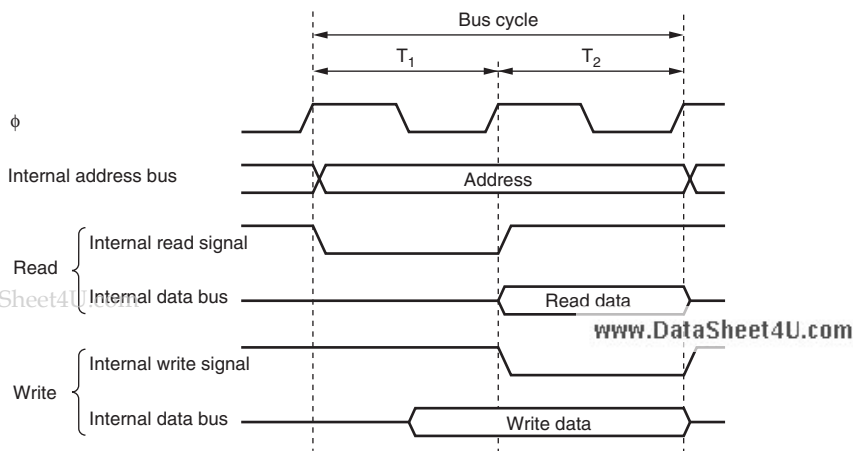 Bus cycle
T1 T2
ϕ
Internal address bus Address
Read
Internal read signal
Internal data bus Read data
Sheet4U.com
www.DataSheet4U.com
Write
Internal write signal
Internal data bus Write data